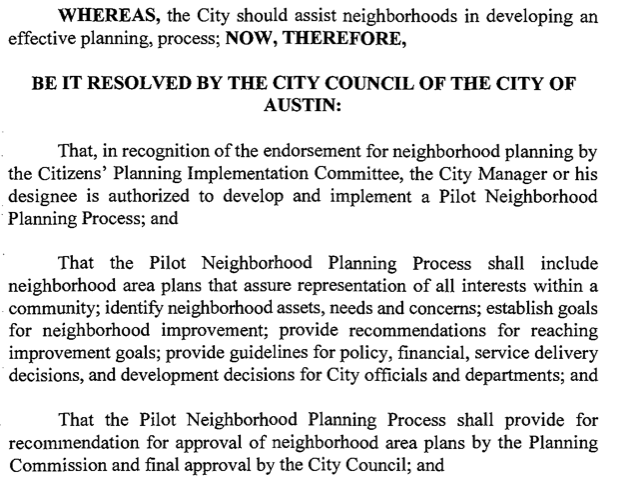 WHEREAS, the City should assist neighborhoods in developing an
effective planning, process; NOW, THEREFORE,
BE IT RESOLVED BY THE CITY COUNCIL OF THE CITY OF
AUSTIN:
That, in recognition of the endorsement for neighborhood planning by
the Citizens' Planning Implementation Committee, the City Manager or his
designee is authorized to develop and implement a Pilot Neighborhood
Planning Process; and
That the Pilot Neighborhood Planning Process shall include
neighborhood area plans that assure representation of all interests within a
community; identify neighborhood assets, needs and concerns; establish goals
for neighborhood improvement; provide recommendations for reaching
improvement goals; provide guidelines for policy, financial, service delivery
decisions, and development decisions for City officials and departments; and
That the Pilot Neighborhood Planning Process shall provide for
recommendation for approval of neighborhood area plans by the Planning
Commission and final approval by the City Council; and